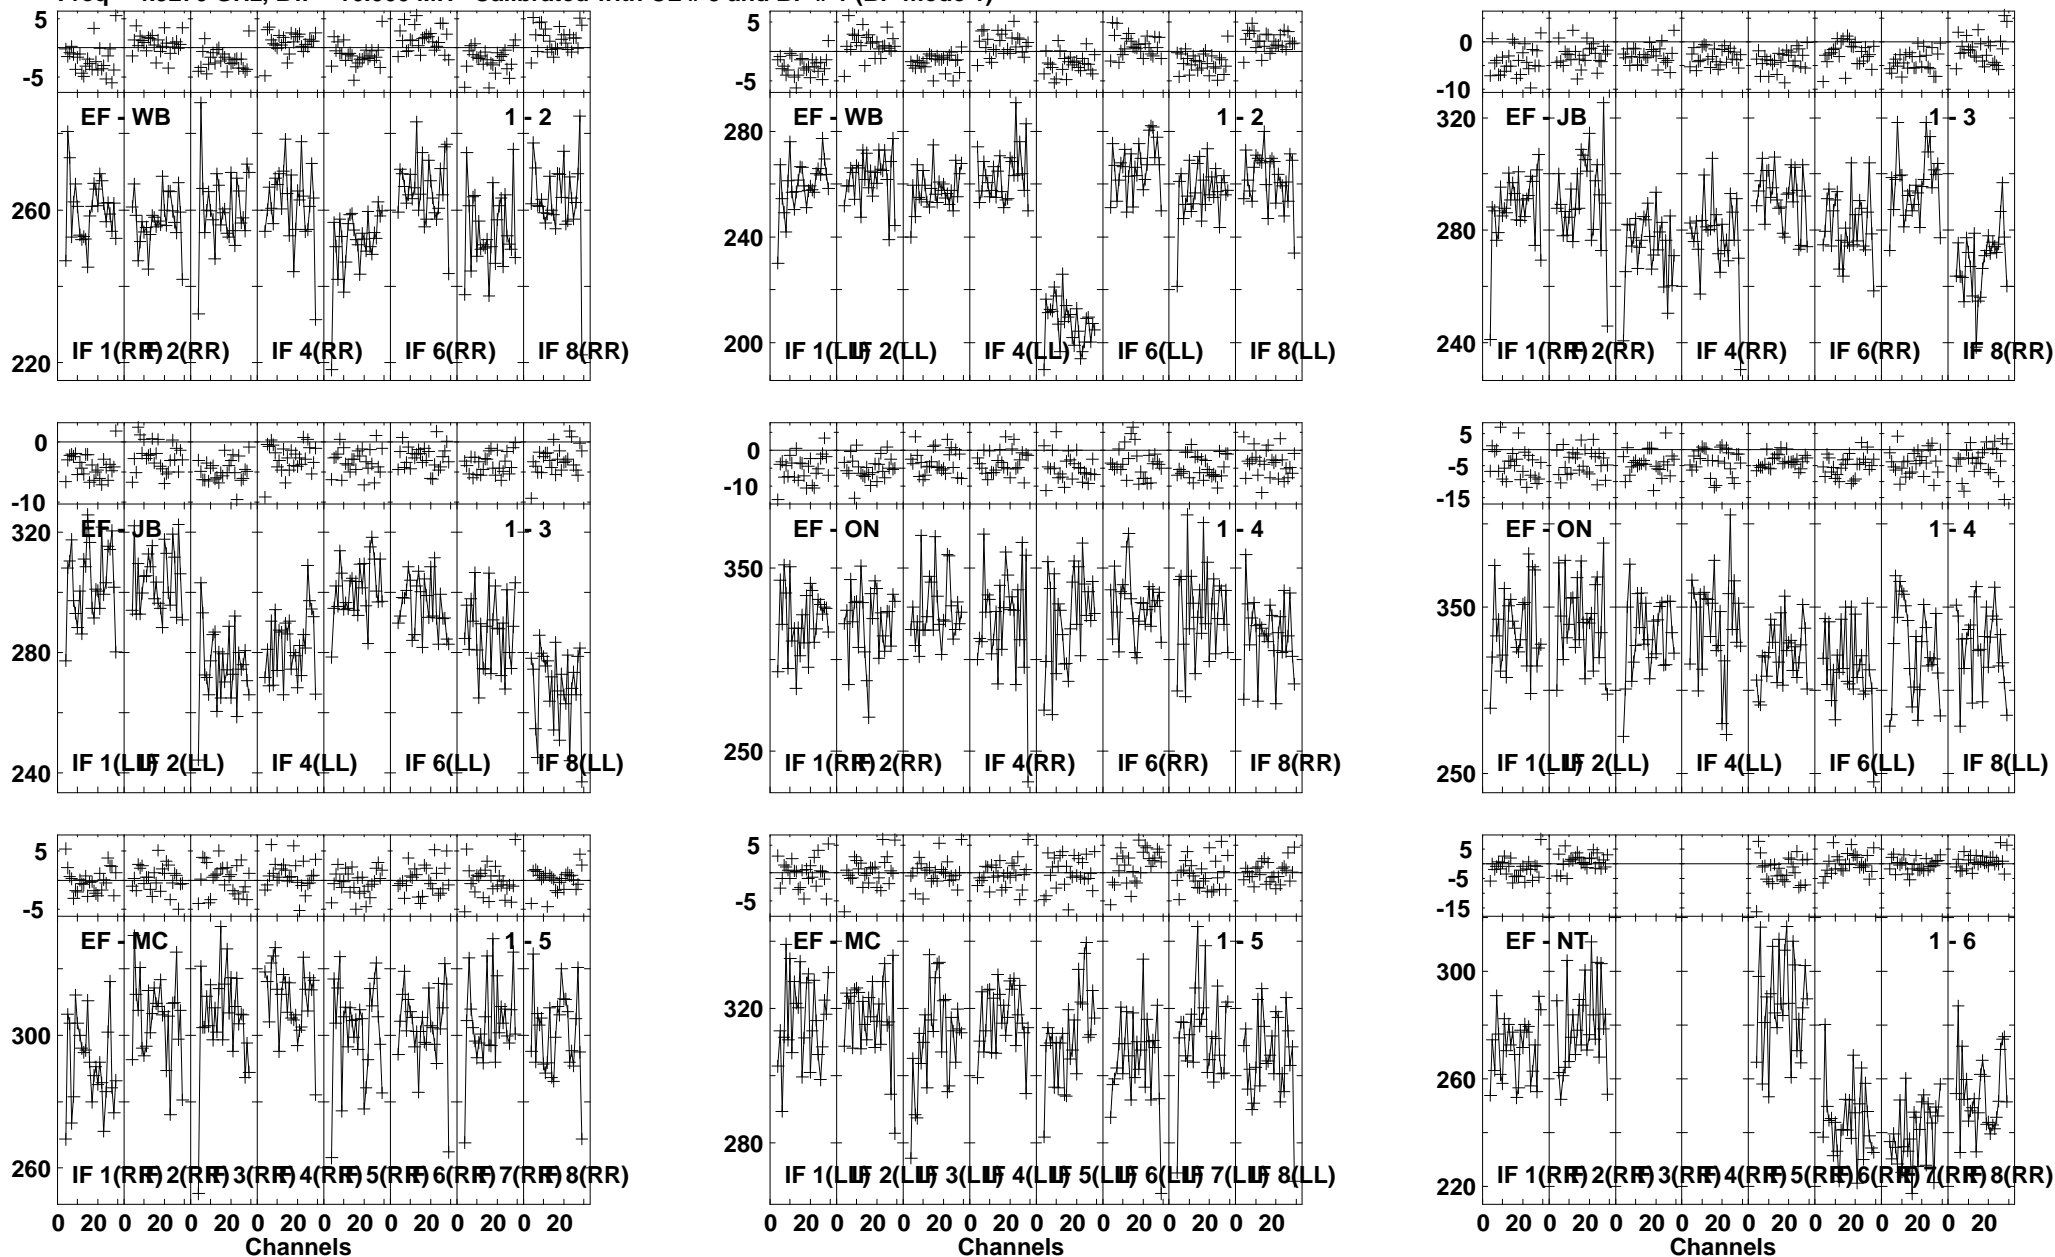 Freq GHz, Calibrated with and (BP mode
5
-5
EF - WB 1 - 2
260
220
IF 1(RR) IF 2(RR) IF 4(RR) IF 6(RR) IF 8(RR)
5
-5
EF - WB 1 - 2
280
240
200
IF 1(LL) IF 2(LL) IF 4(LL) IF 6(LL) IF 8(LL)
0
-10
EF - JB 1 - 3
320
280
240
IF 1(RR) IF 2(RR) IF 4(RR) IF 6(RR) IF 8(RR)
0
-10
EF - JB 1 - 3
320
280
240
IF 1(LL) IF 2(LL) IF 4(LL) IF 6(LL) IF 8(LL)
0
-10
EF - ON 1 - 4
350
250
IF 1(RR) IF 2(RR) IF 4(RR) IF 6(RR) IF 8(RR)
5
-5
-15
EF - ON 1 - 4
350
250
IF 1(LL) IF 2(LL) IF 4(LL) IF 6(LL) IF 8(LL)
5
-5
EF - MC 1 - 5
300
260
IF 1(RR) IF 2(RR) IF 3(RR) IF 4(RR) IF 5(RR) IF 6(RR) IF 7(RR) IF 8(RR)
0 20 0 20 0 20 0 20 0 20 0 20 0 20 0 20
Channels
5
-5
EF - MC 1 - 5
320
280
IF 1(LL) IF 2(LL) IF 3(LL) IF 4(LL) IF 5(LL) IF 6(LL) IF 7(LL) IF 8(LL)
0 20 0 20 0 20 0 20 0 20 0 20 0 20 0 20
Channels
5
-5
-15
EF - NT 1 - 6
300
260
220
IF 1(RR) IF 2(RR) IF 3(RR) IF 4(RR) IF 5(RR) IF 6(RR) IF 7(RR) IF 8(RR)
0 20 0 20 0 20 0 20 0 20 0 20 0 20 0 20
Channels